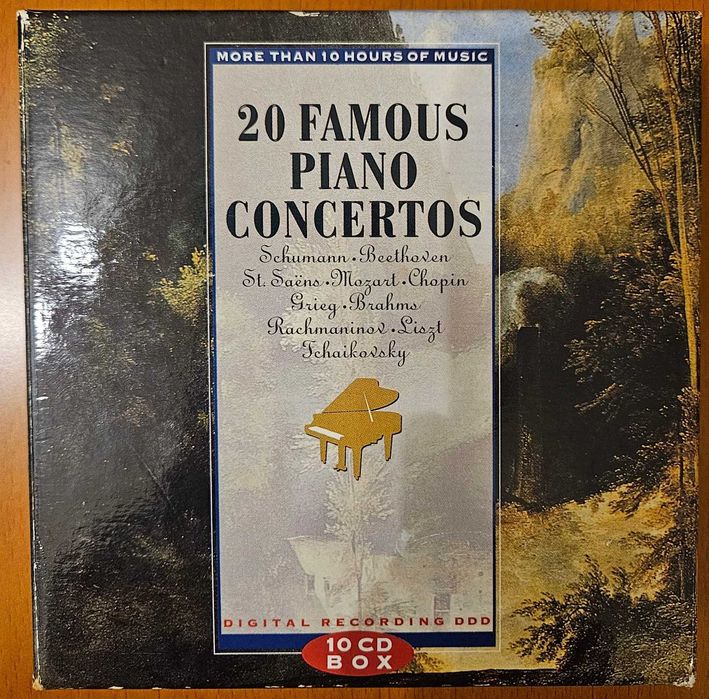 MORE THAN 10 HOURS OF MUSIC
20 FAMOUS
PIANO
CONCERTOS
Schumann • Beethoven
St. Saëns • Mozart • Chopin
Grieg • Brahms
Rachmaninov • Liszt
Tchaikovsky
DIGITAL RECORDING DDD
10 CD
BOX